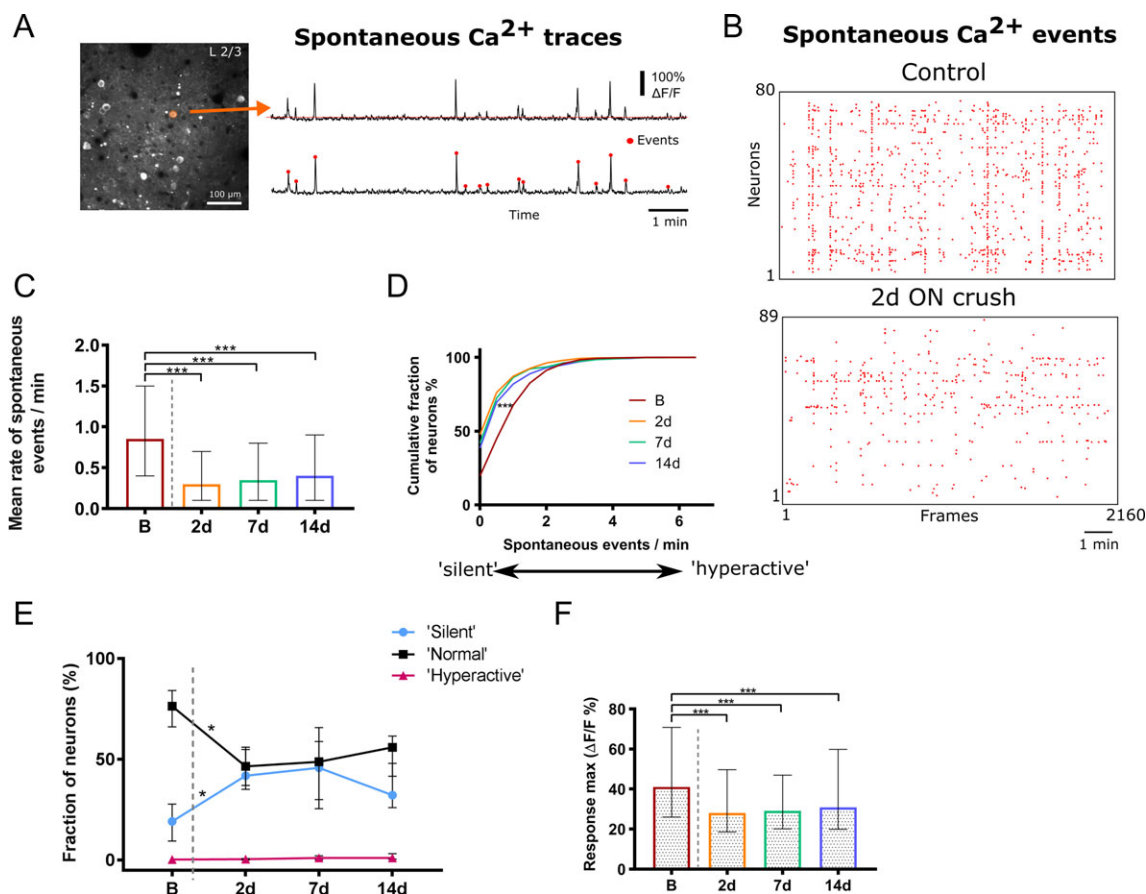 A
L 2/3
100 µm
Spontaneous Ca2+ traces
100%
ΔF/F
Events
Time
1 min
B
Spontaneous Ca2+ events
Control
80
Neurons
1
2d ON crush
89
1
1
Frames
2160
1 min
C
Mean rate of spontaneous
events / min
2.0
1.5
1.0
0.5
0.0
***
***
***
B
2d
7d
14d
D
Cumulative fraction
of neurons %
100
50
0
***
B
2d
7d
14d
0
2
4
6
Spontaneous events / min
'silent'
'hyperactive'
E
'Silent'
'Normal'
'Hyperactive'
Fraction of neurons (%)
100
50
0
*
*
B
2d
7d
14d
F
Response max (ΔF/F %)
80
60
40
20
0
***
***
***
B
2d
7d
14d